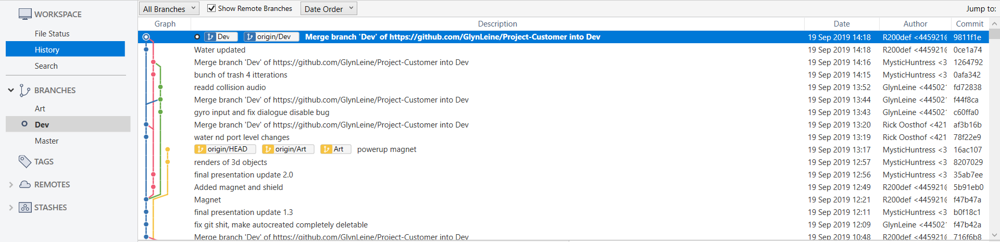 All Branches Show Remote Branches Date Order Jump to:
WORKSPACE
File Status
History
Search
BRANCHES
Art
Dev
Master
TAGS
REMOTES
STASHES
Graph Description Date Author Commit
Dev origin/Dev Merge branch 'Dev' of https://github.com/GlynLeine/Project-Customer into Dev 19 Sep 2019 14:18 R200def <445921@ 9811f1e
Water updated 19 Sep 2019 14:18 R200def <445921@ 0ce1a74
Merge branch 'Dev' of https://github.com/GlynLeine/Project-Customer into Dev 19 Sep 2019 14:16 MysticHuntress <3 1264792
bunch of trash 4 itterations 19 Sep 2019 14:15 MysticHuntress <3 0afa342
readd collision audio 19 Sep 2019 13:52 GlynLeine <44502 fd72838
Merge branch 'Dev' of https://github.com/GlynLeine/Project-Customer into Dev 19 Sep 2019 13:44 GlynLeine <44502 f44f8ca
gyro input and fix dialogue disable bug 19 Sep 2019 13:43 GlynLeine <44502 c60ffa0
Merge branch 'Dev' of https://github.com/GlynLeine/Project-Customer into Dev 19 Sep 2019 13:20 Rick Oosthof <421 af3b16b
water nd port level changes 19 Sep 2019 13:19 Rick Oosthof <421 78f22e9
origin/HEAD origin/Art Art powerup magnet 19 Sep 2019 13:17 MysticHuntress <3 16ac107
renders of 3d objects 19 Sep 2019 12:57 MysticHuntress <3 8207029
final presentation update 2.0 19 Sep 2019 12:56 MysticHuntress <3 35ab7ee
Added magnet and shield 19 Sep 2019 12:49 R200def <445921@ 5b91eb0
Magnet 19 Sep 2019 12:21 R200def <445921@ f47b47a
final presentation update 1.3 19 Sep 2019 12:11 MysticHuntress <3 b0f18c1
fix git shit, make autocreated completely deletable 19 Sep 2019 12:09 GlynLeine <44502 f47b42a
Merge branch 'Dev' of https://github.com/GlynLeine/Project-Customer into Dev 19 Sep 2019 10:48 R200def <445921@ 716f6b8